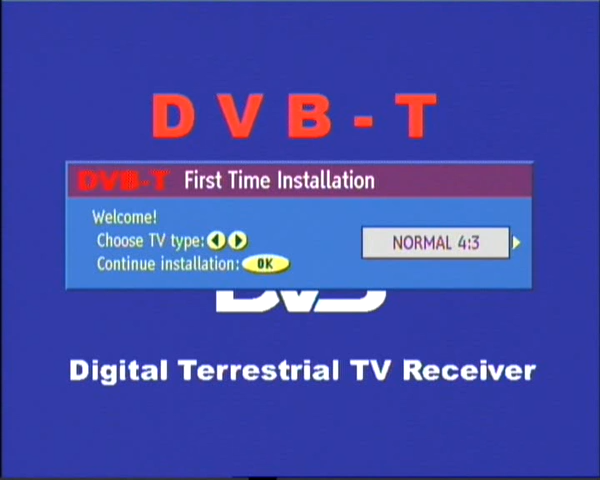 DVB-T
DVB-T First Time Installation
Welcome!
Choose TV type:
NORMAL 4:3
Continue installation: OK
Digital Terrestrial TV Receiver